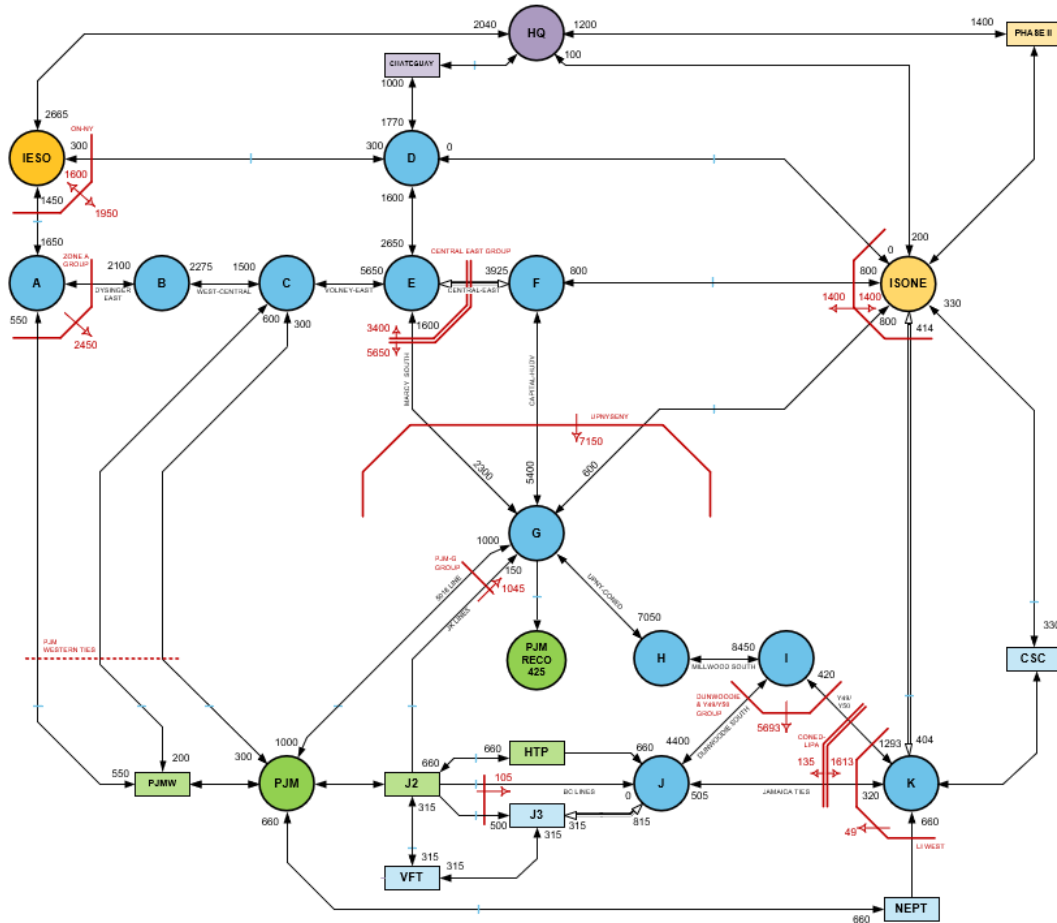 2040
HQ
1200
1400
PHASE II
100
CHATEGUAY
1000
2665
ON-NY
1770
IESO
300
300
D
0
1600
1450
1950
1600
1650
2650
CENTRAL EAST GROUP
0
200
ZONE A
GROUP
A
2100
B
2275
1500
C
5650
E
3925
F
800
800
ISONE
DYSINGER
EAST
WEST-CENTRAL
VOLNEY-EAST
CENTRAL-EAST
1400
1400
330
550
600
300
1600
3400
5650
800
414
2450
MARCY SOUTH
CAPITAL-HUDV
UPNYSENY
7150
2300
5400
600
G
1000
PJM-G
GROUP
150
1045
5018 LINE
JK LINES
UPNY-CONED
7050
PJM
WESTERN TIES
PJM
RECO
425
H
8450
I
MILLWOOD SOUTH
330
CSC
420
DUNWOODIE
& Y49/Y50
GROUP
Y49/
Y50
5693
DUNWOODIE SOUTH
CONED-
LIPA
4400
1293
404
135
1613
200
300
1000
660
HTP
660
660
550
PJMW
PJM
J2
105
BC LINES
J
505
JAMAICA TIES
320
K
0
660
315
500
J3
315
815
315
49
660
LI WEST
315
VFT
315
NEPT
660